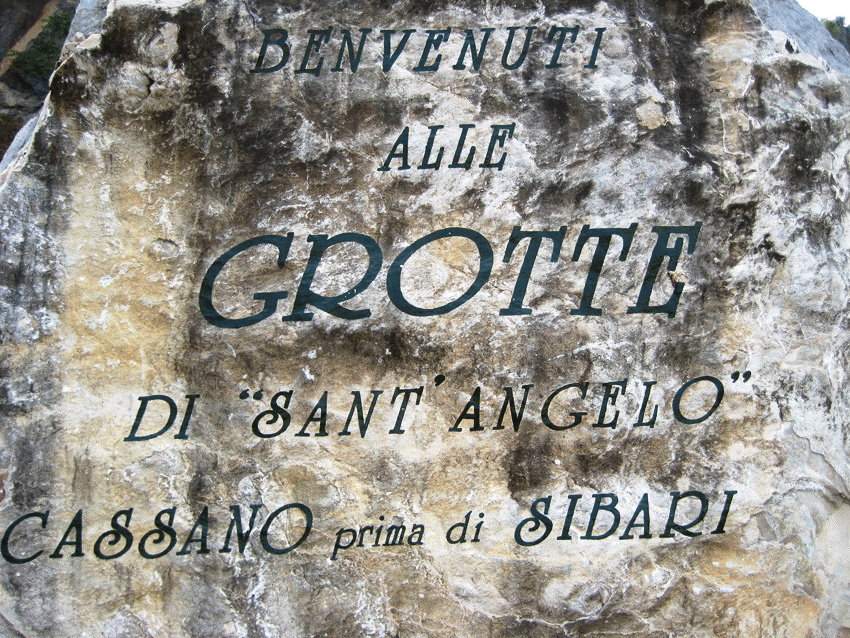 BENVENUTI
ALLE
GROTTE
DI "SANT'ANGELO"
CASSANO prima di SIBARI